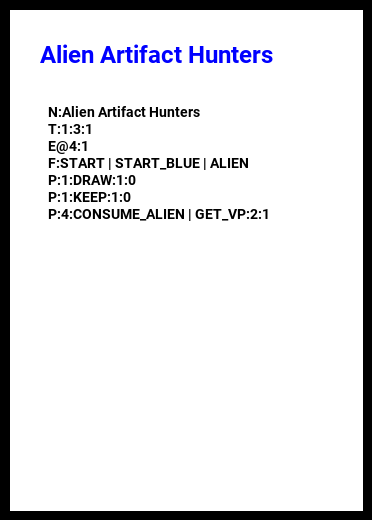 Alien Artifact Hunters
N:Alien Artifact Hunters
T:1:3:1
E@4:1
F:START | START_BLUE | ALIEN
P:1:DRAW:1:0
P:1:KEEP:1:0
P:4:CONSUME_ALIEN | GET_VP:2:1